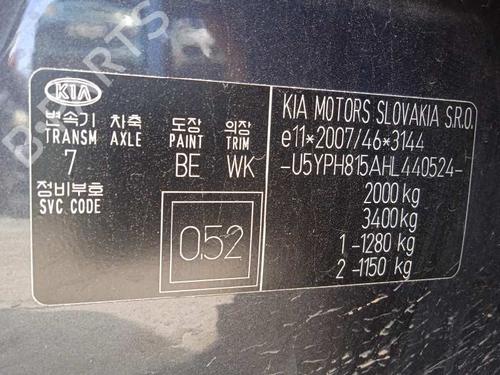 KIA
변속기 차축 도장 의장
TRANSM AXLE PAINT TRIM
7 BE WK
정비부호
SVC CODE
0.52
KIA MOTORS SLOVAKIA S.R.O.
e11*2007/46*3144
-U5YPH815AHL440524-
2000 kg
3400 kg
1 -1280 kg
2 -1150 kg